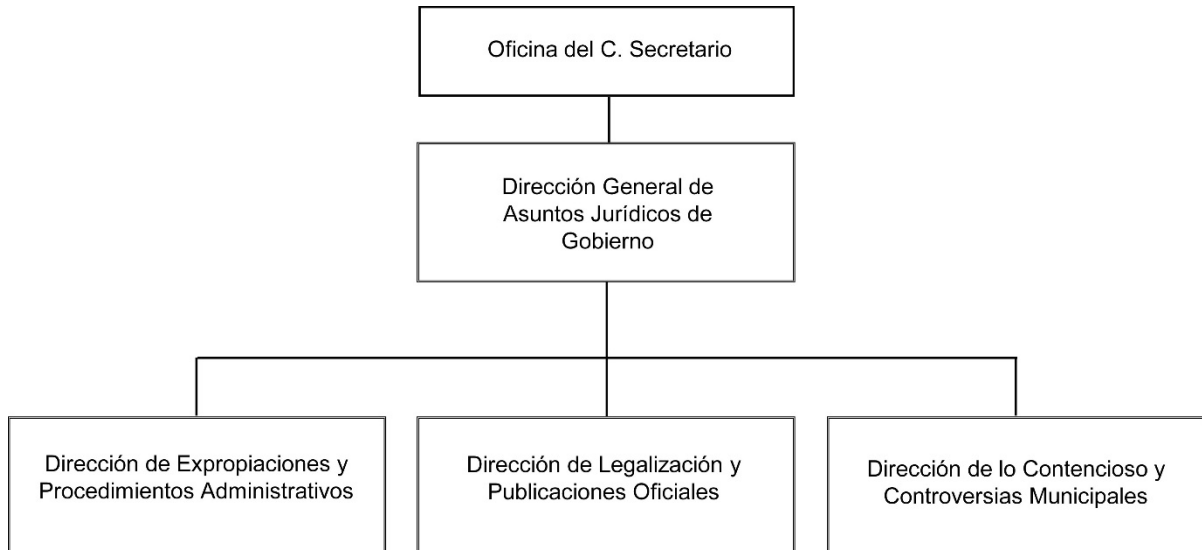 Oficina del C. Secretario
Dirección General de
Asuntos Jurídicos de
Gobierno
Dirección de Expropiaciones y
Procedimientos Administrativos
Dirección de Legalización y
Publicaciones Oficiales
Dirección de lo Contencioso y
Controversias Municipales